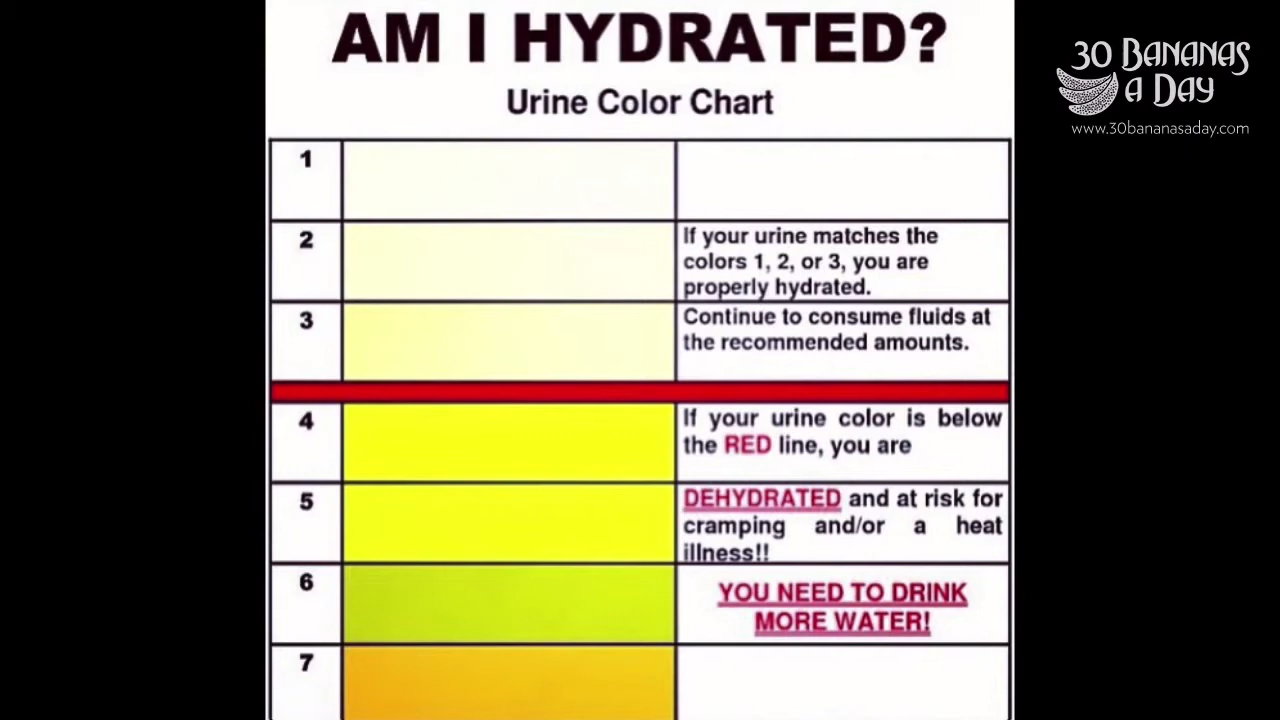 AM I HYDRATED?
30 BANANAS
A DAY
www.30bananasaday.com
Urine Color Chart
1
2
If your urine matches the
colors 1, 2, or 3, you are
properly hydrated.
3
Continue to consume fluids at
the recommended amounts.
4
If your urine color is below
the RED line, you are
5
DEHYDRATED and at risk for
cramping and/or a heat
illness!!
6
YOU NEED TO DRINK
MORE WATER!
7